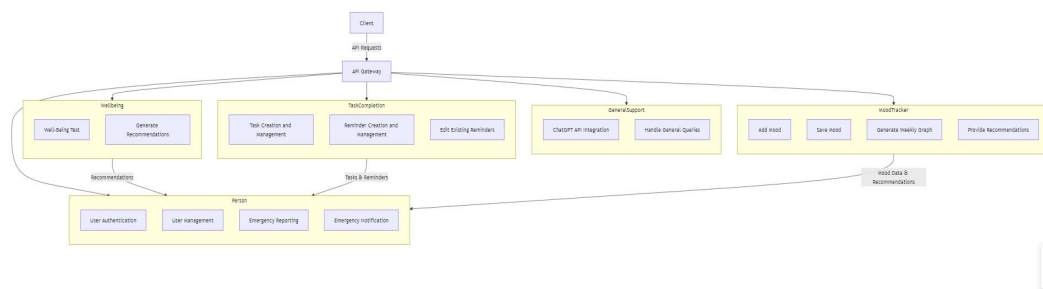 Client
API Requests
API Gateway
Wellbeing
Well-Being Test
Generate
Recommendations
TaskCompletion
Task Creation and
Management
Reminder Creation and
Management
Edit Existing Reminders
GeneralSupport
ChatGPT API Integration
Handle General Queries
MoodTracker
Add Mood
Save Mood
Generate Weekly Graph
Provide Recommendations
Recommendations
Tasks & Reminders
Mood Data &
Recommendations
Person
User Authentication
User Management
Emergency Reporting
Emergency Notification